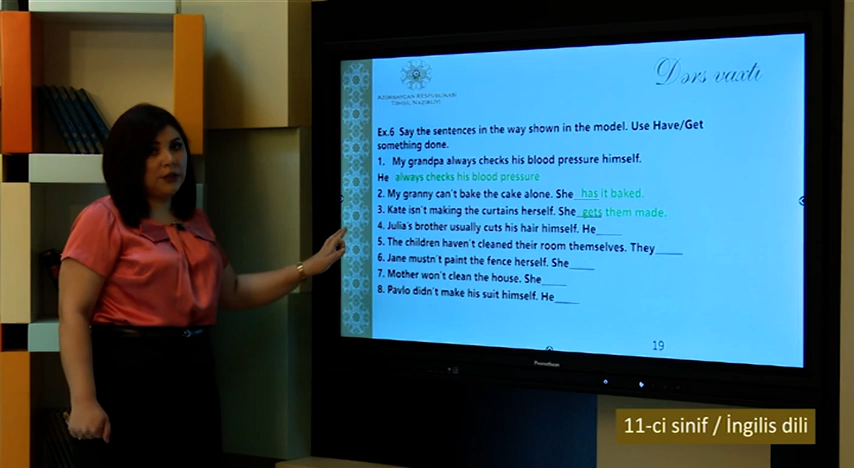 AZƏRBAYCAN RESPUBLİKASI
TƏHSİL NAZİRLİYİ
Dərs vaxtı
Ex.6 Say the sentences in the way shown in the model. Use Have/Get
something done.
1. My grandpa always checks his blood pressure himself.
He always checks his blood pressure
2. My granny can't bake the cake alone. She has it baked.
3. Kate isn't making the curtains herself. She gets them made.
4. Julia's brother usually cuts his hair himself. He____
5. The children haven't cleaned their room themselves. They____
6. Jane mustn't paint the fence herself. She____
7. Mother won't clean the house. She____
8. Pavlo didn't make his suit himself. He____
19
Promethean
11-ci sinif / İngilis dili